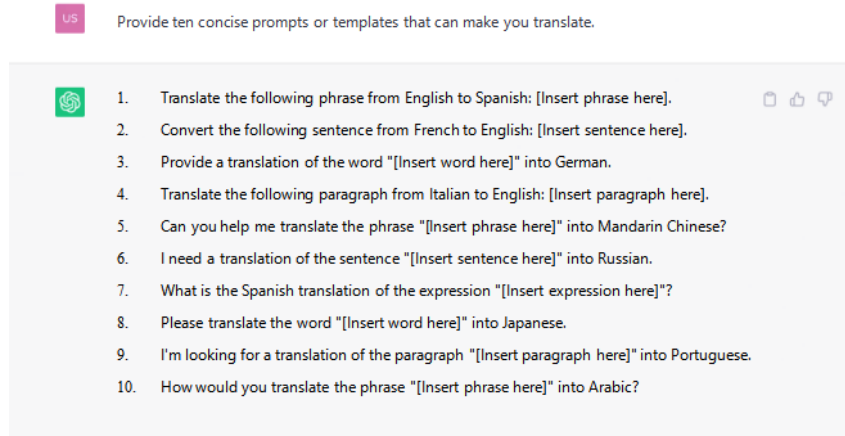 US
Provide ten concise prompts or templates that can make you translate.
1. Translate the following phrase from English to Spanish: [Insert phrase here].
2. Convert the following sentence from French to English: [Insert sentence here].
3. Provide a translation of the word "[Insert word here]" into German.
4. Translate the following paragraph from Italian to English: [Insert paragraph here].
5. Can you help me translate the phrase "[Insert phrase here]" into Mandarin Chinese?
6. I need a translation of the sentence "[Insert sentence here]" into Russian.
7. What is the Spanish translation of the expression "[Insert expression here]"?
8. Please translate the word "[Insert word here]" into Japanese.
9. I'm looking for a translation of the paragraph "[Insert paragraph here]" into Portuguese.
10. How would you translate the phrase "[Insert phrase here]" into Arabic?